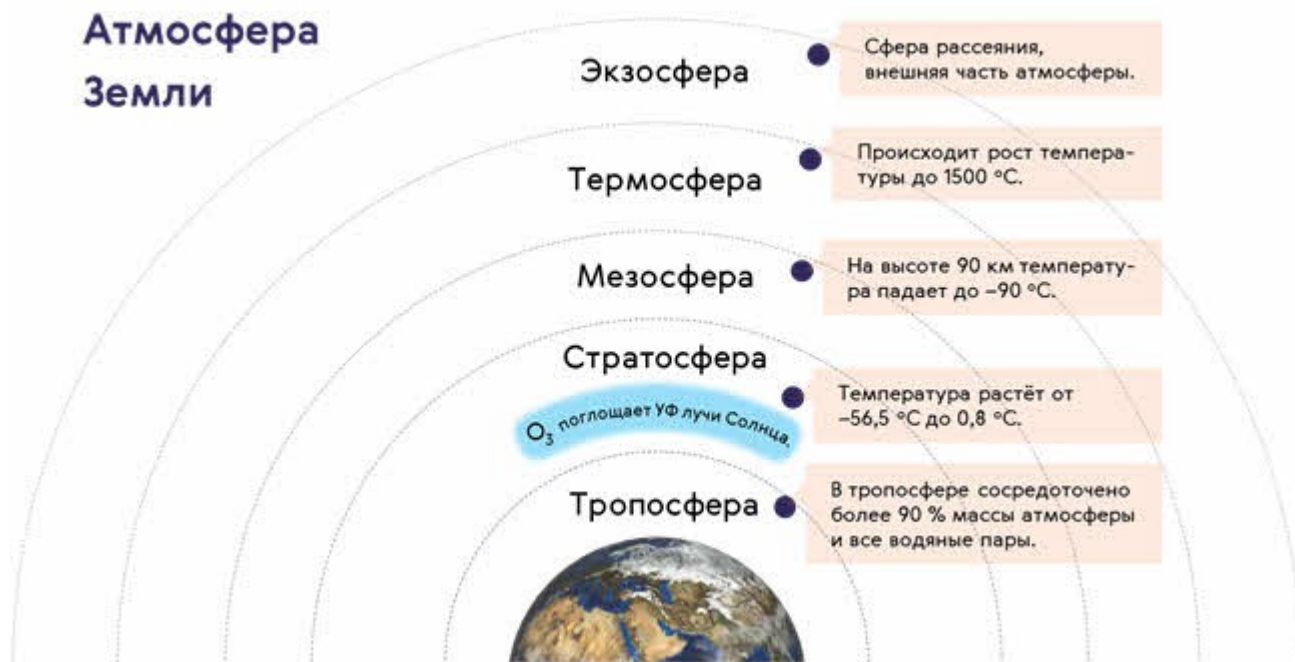 Атмосфера
Земли
Экзосфера
Сфера рассеяния,
внешняя часть атмосферы.
Термосфера
Происходит рост темпера-
туры до 1500 °C.
Мезосфера
На высоте 90 км температу-
ра падает до –90 °C.
Стратосфера
O₃ поглощает УФ лучи Солнца.
Температура растёт от
–56,5 °C до 0,8 °C.
Тропосфера
В тропосфере сосредоточено
более 90 % массы атмосферы
и все водяные пары.